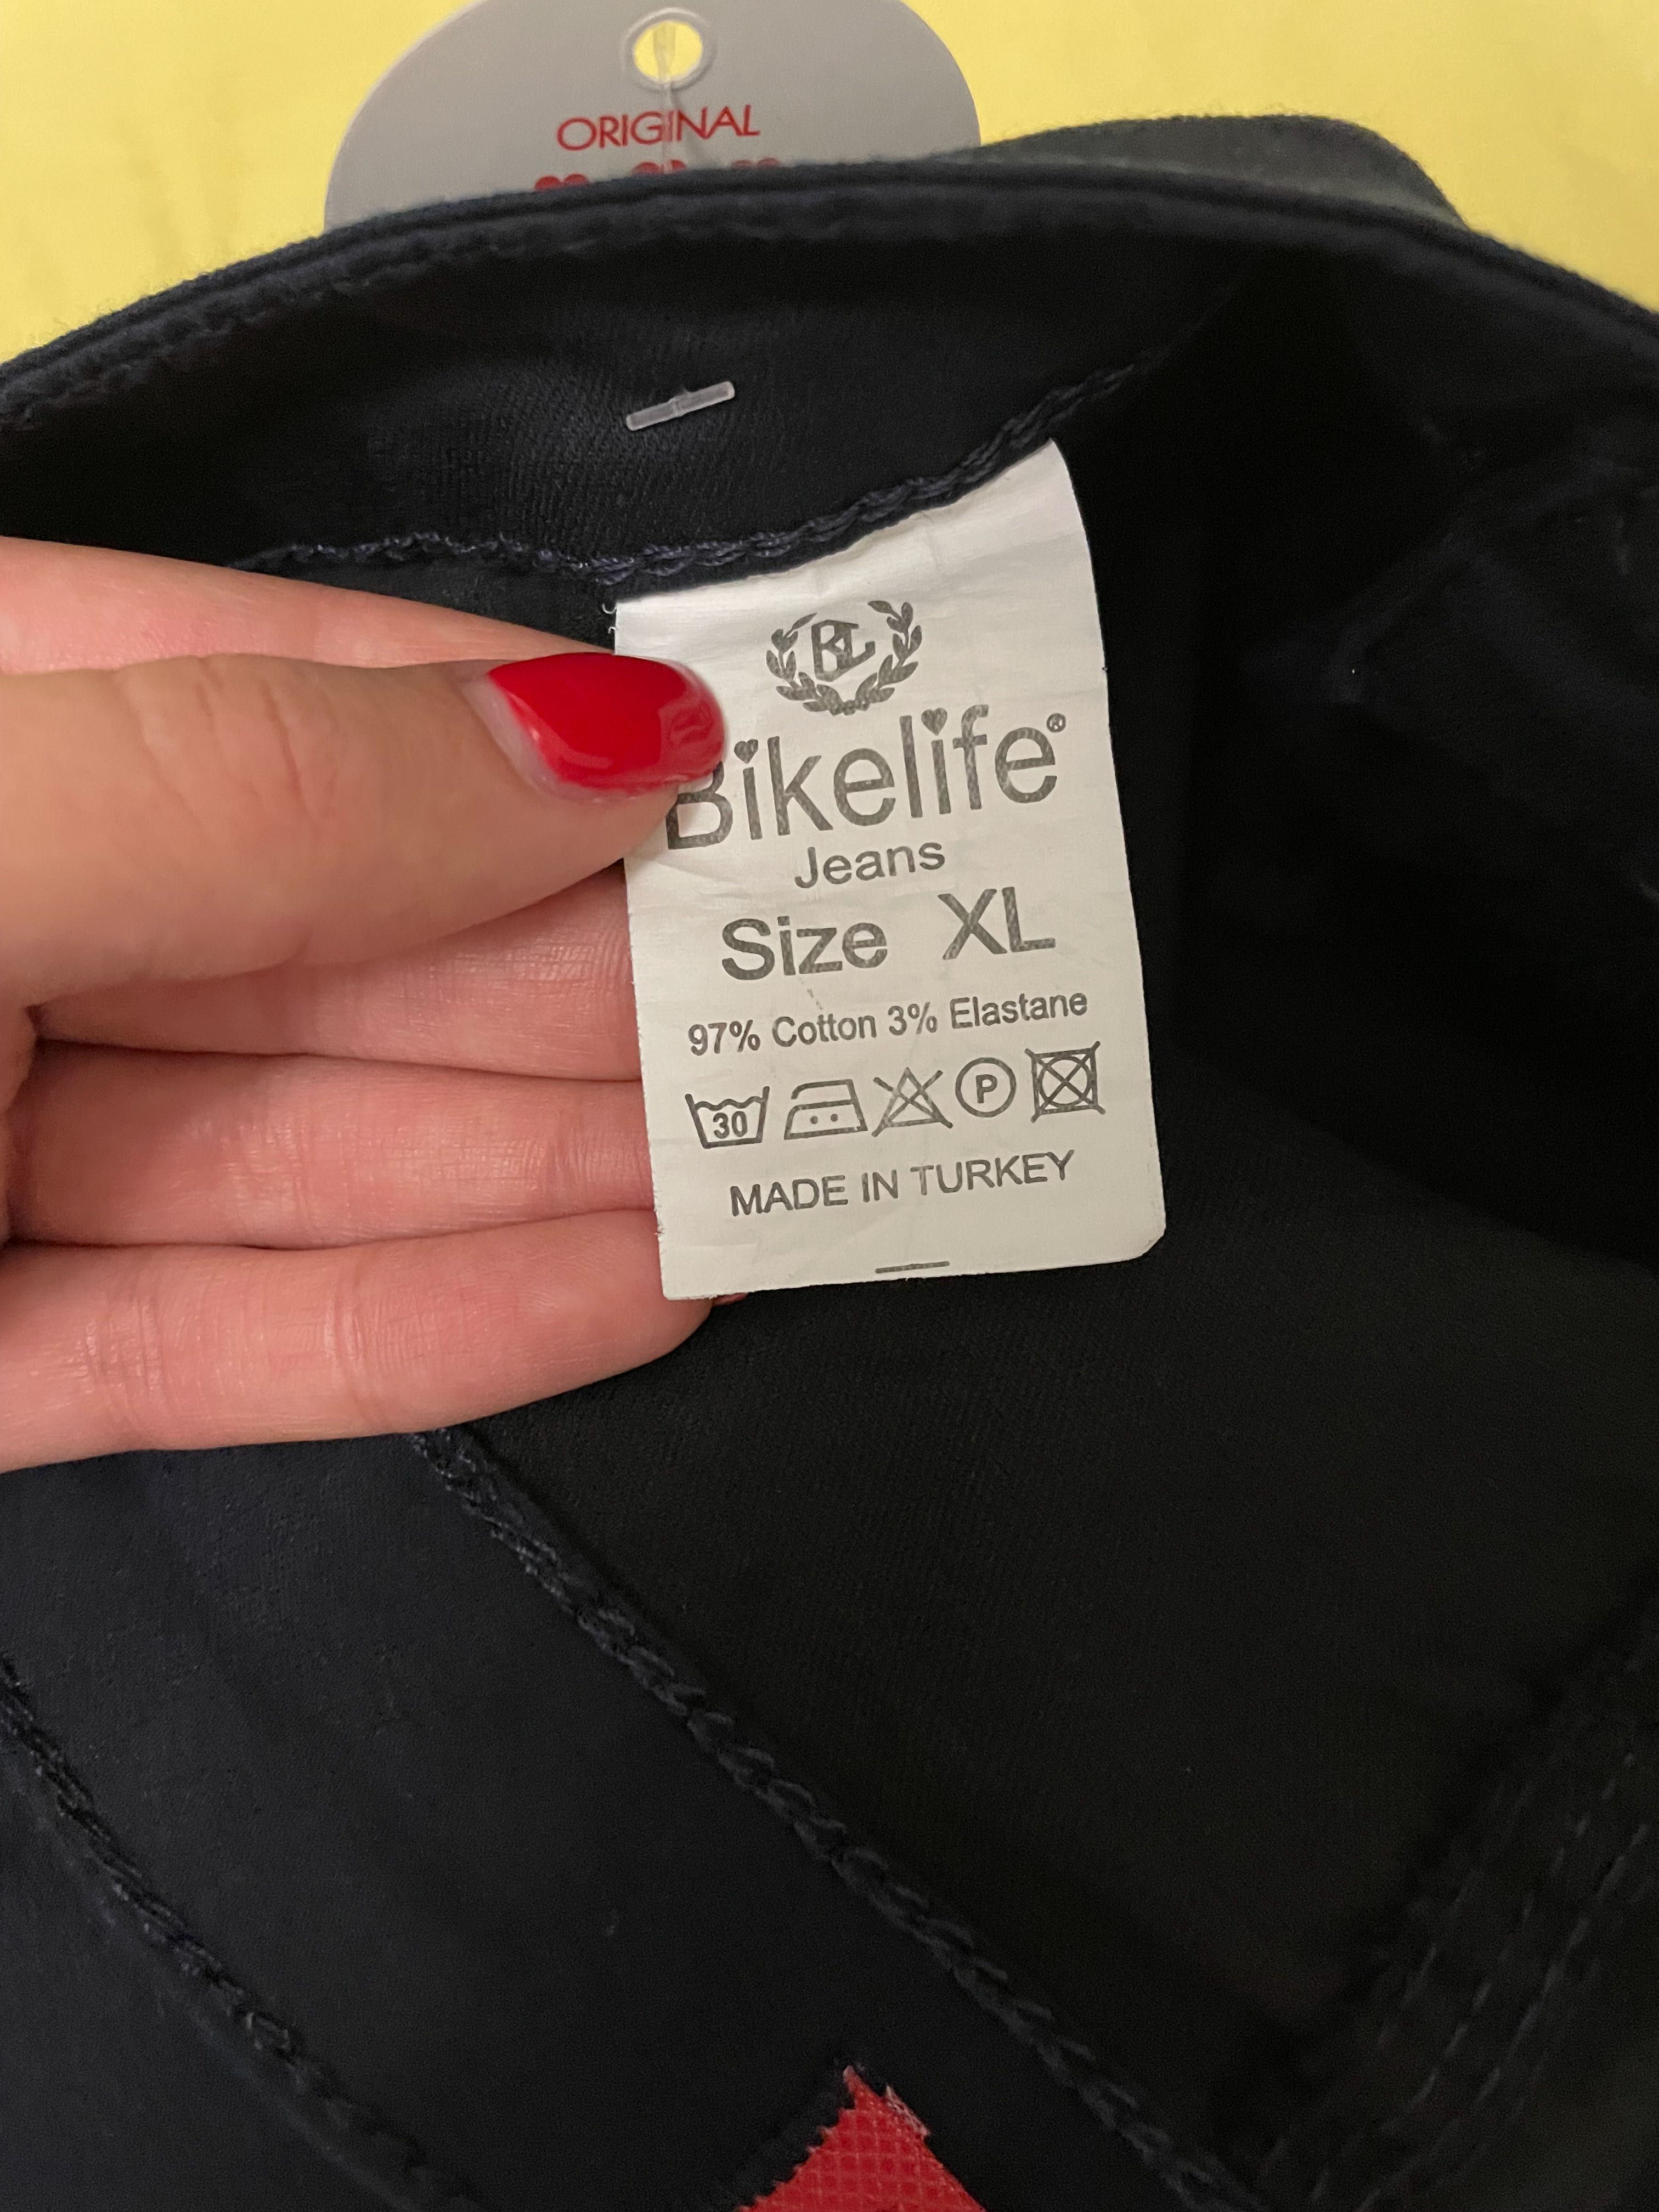 ORIGINAL
BL
Bikelife®
Jeans
Size XL
97% Cotton 3% Elastane
30 P
MADE IN TURKEY